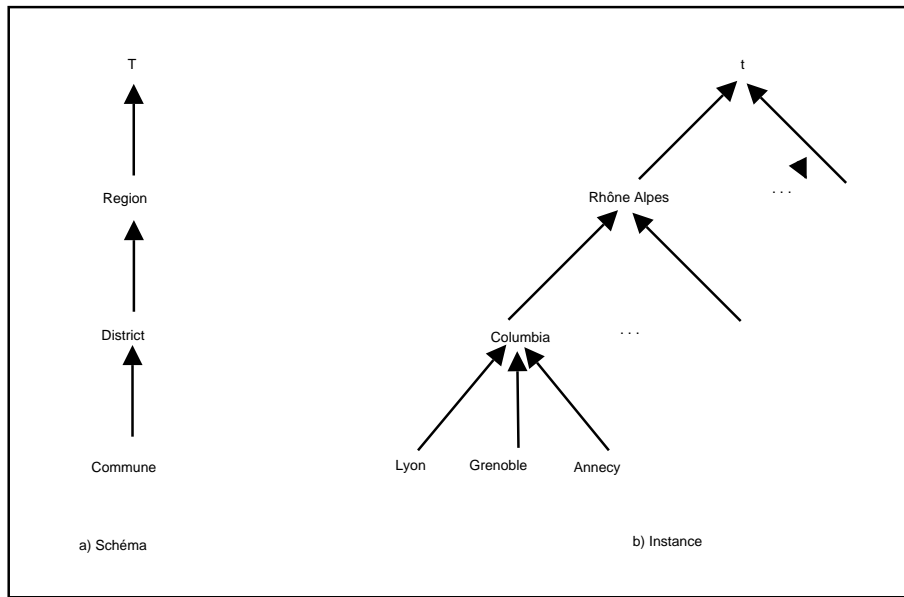 T
t
Region
Rhône Alpes
. . .
District
Columbia
. . .
Commune
Lyon
Grenoble
Annecy
a) Schéma
b) Instance